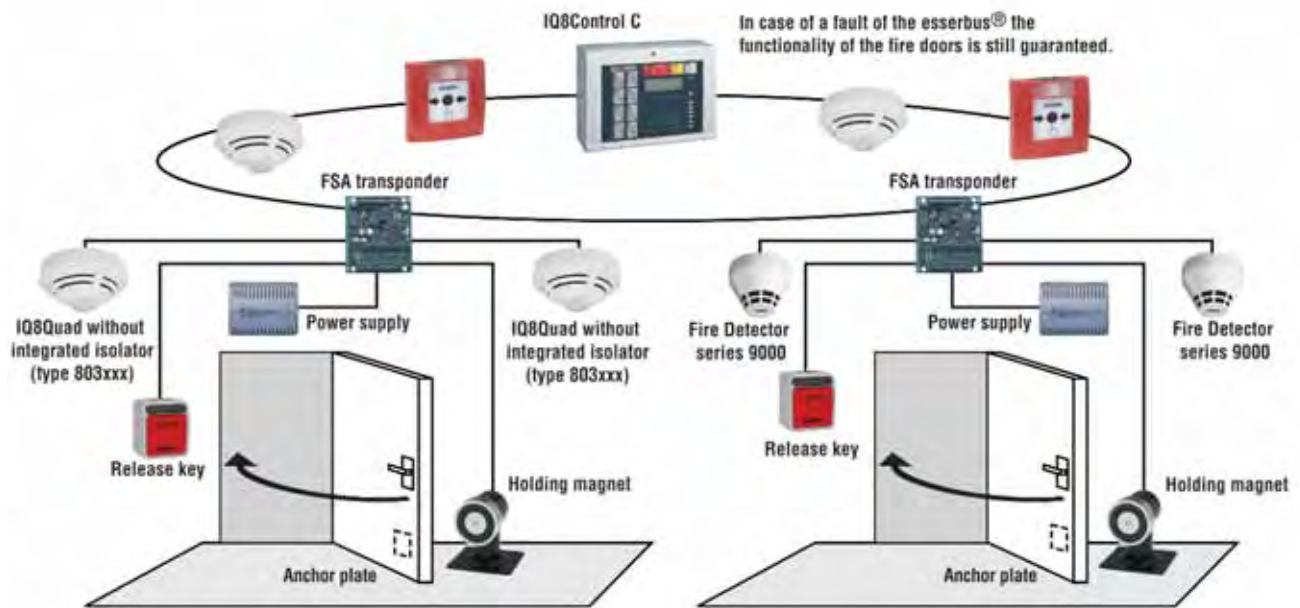 IQ8Control C
In case of a fault of the esserbus® the
functionality of the fire doors is still guaranteed.
FSA transponder
FSA transponder
IQ8Quad without
integrated isolator
(type 803xxx)
Power supply
IQ8Quad without
integrated isolator
(type 803xxx)
Fire Detector
series 9000
Power supply
Fire Detector
series 9000
Release key
Release key
Holding magnet
Holding magnet
Anchor plate
Anchor plate